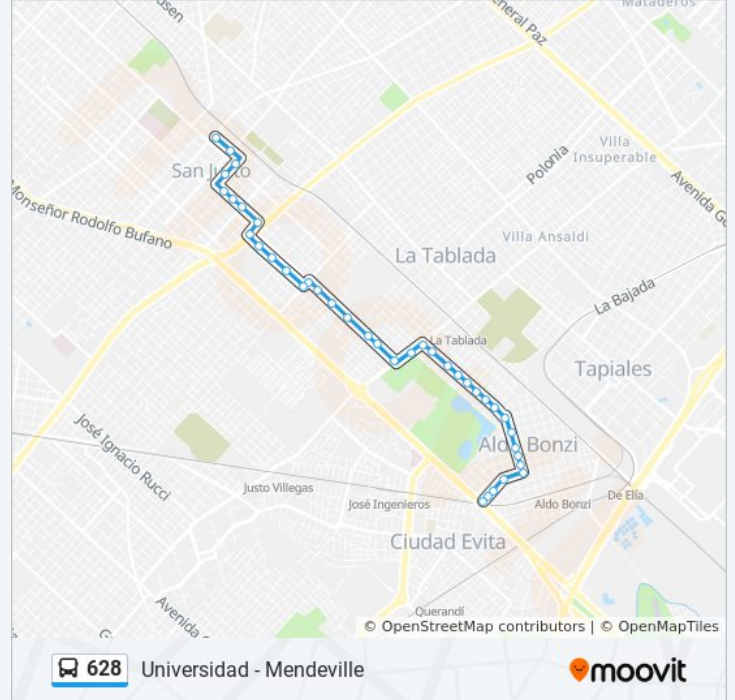 Mataderos
General Paz
Villa
Insuperable
Polonia
San Justo
Avenida G
Monseñor Rodolfo Bufano
Villa Ansaldi
La Tablada
La Bajada
La Tablada
Tapiales
José Ignacio Rucci
Aldo Bonzi
Justo Villegas
De Elía
José Ingenieros
Aldo Bonzi
Ciudad Evita
Querandí
Avenida
© OpenStreetMap contributors | © OpenMapTiles
628 Universidad - Mendeville
moovit